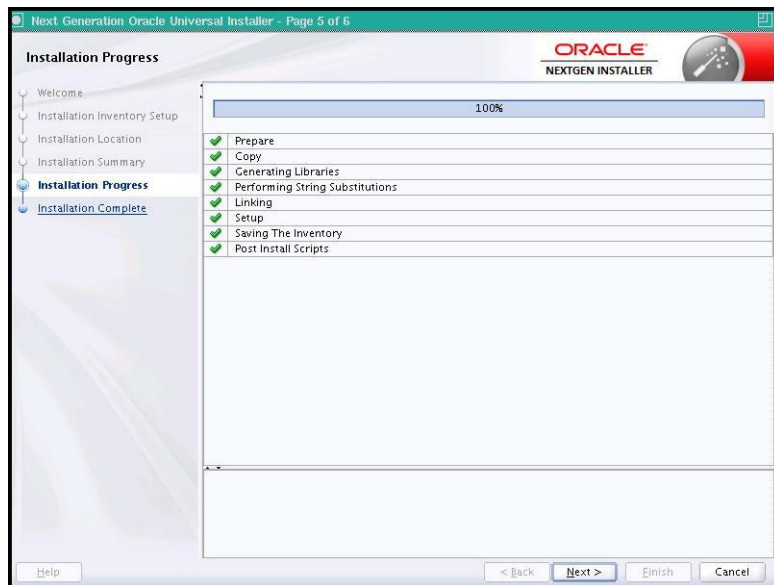 Next Generation Oracle Universal Installer - Page 5 of 6
Installation Progress
ORACLE
NEXTGEN INSTALLER
Welcome
Installation Inventory Setup
Installation Location
Installation Summary
Installation Progress
Installation Complete
100%
Prepare
Copy
Generating Libraries
Performing String Substitutions
Linking
Setup
Saving The Inventory
Post Install Scripts
Help
< Back
Next >
Finish
Cancel